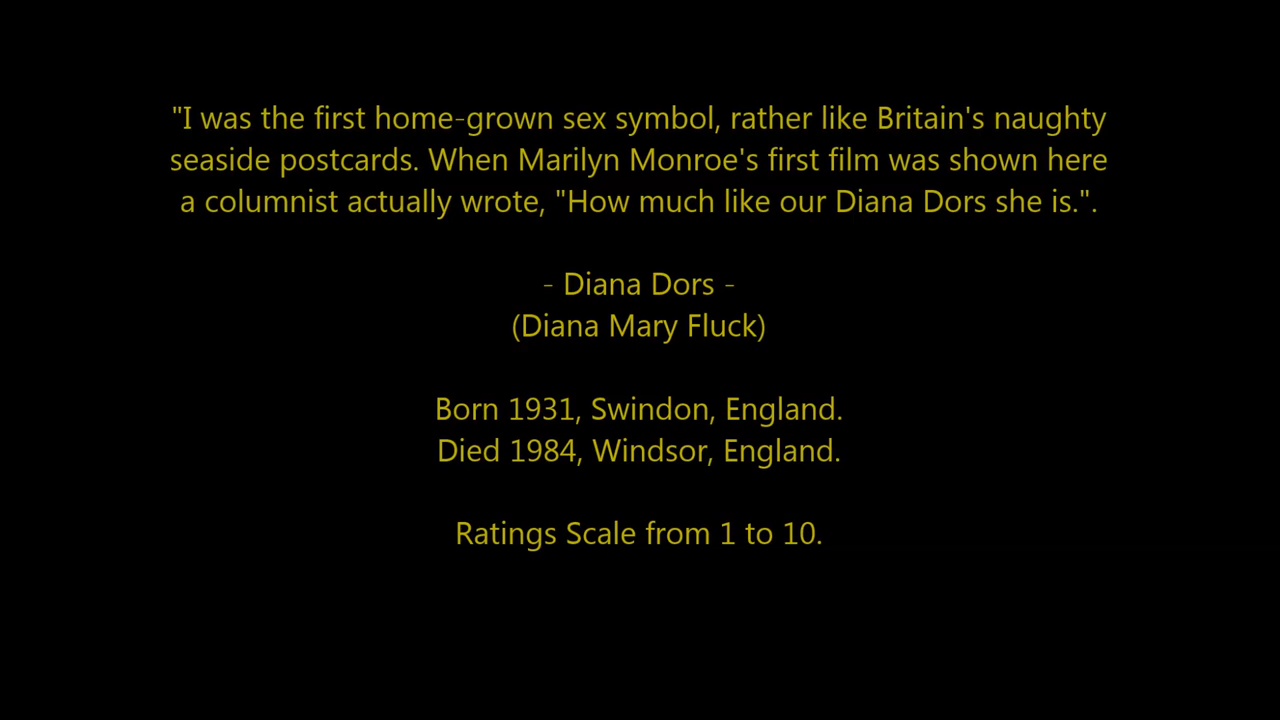 "I was the first home-grown sex symbol, rather like Britain's naughty
seaside postcards. When Marilyn Monroe's first film was shown here
a columnist actually wrote, "How much like our Diana Dors she is.".
- Diana Dors -
(Diana Mary Fluck)
Born 1931, Swindon, England.
Died 1984, Windsor, England.
Ratings Scale from 1 to 10.